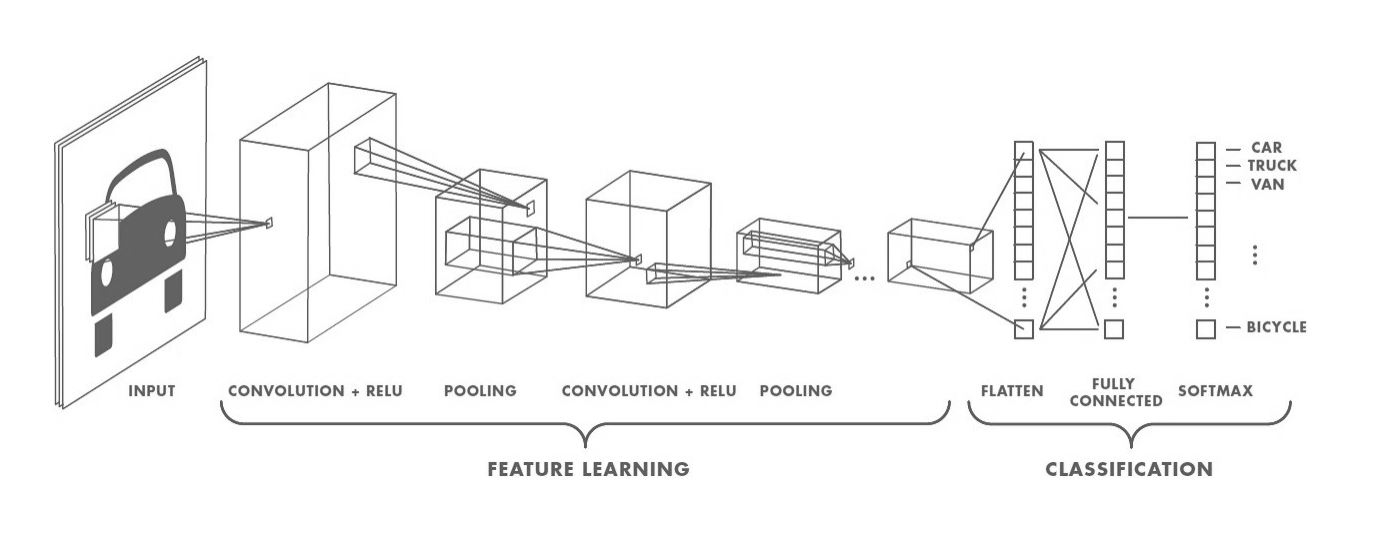 CAR
TRUCK
VAN
BICYCLE
INPUT
CONVOLUTION + RELU
POOLING
CONVOLUTION + RELU
POOLING
FLATTEN
FULLY
CONNECTED
SOFTMAX
FEATURE LEARNING
CLASSIFICATION